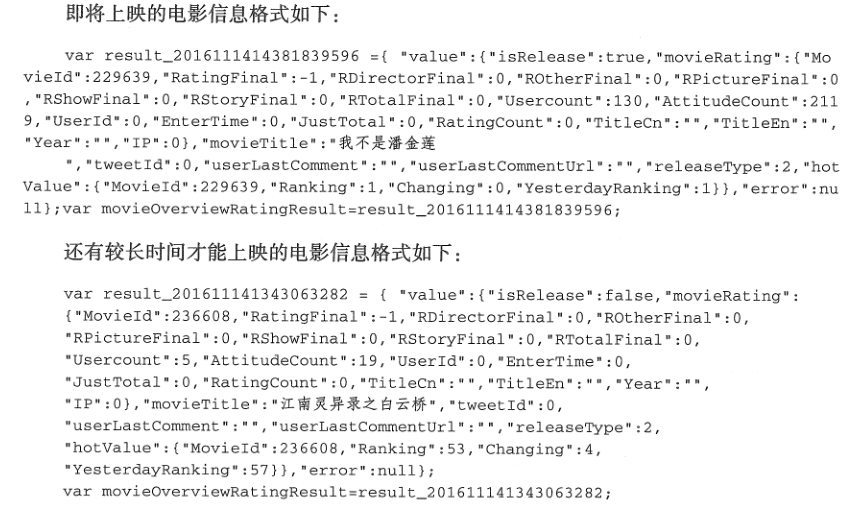 即将上映的电影信息格式如下：
var result_2016111414381839596 ={ "value":{"isRelease":true,"movieRating":{"Mo
vieId":229639,"RatingFinal":-1,"RDirectorFinal":0,"ROtherFinal":0,"RPictureFinal":0
,"RShowFinal":0,"RStoryFinal":0,"RTotalFinal":0,"Usercount":130,"AttitudeCount":211
9,"UserId":0,"EnterTime":0,"JustTotal":0,"RatingCount":0,"TitleCn":"","TitleEn":"",
"Year":"","IP":0},"movieTitle":"我不是潘金莲
","tweetId":0,"userLastComment":"","userLastCommentUrl":"","releaseType":2,"hot
Value":{"MovieId":229639,"Ranking":1,"Changing":0,"YesterdayRanking":1}},"error":nu
ll};var movieOverviewRatingResult=result_2016111414381839596;
还有较长时间才能上映的电影信息格式如下：
var result_201611141343063282 = { "value":{"isRelease":false,"movieRating":
{"MovieId":236608,"RatingFinal":-1,"RDirectorFinal":0,"ROtherFinal":0,
"RPictureFinal":0,"RShowFinal":0,"RStoryFinal":0,"RTotalFinal":0,
"Usercount":5,"AttitudeCount":19,"UserId":0,"EnterTime":0,
"JustTotal":0,"RatingCount":0,"TitleCn":"","TitleEn":"","Year":"",
"IP":0},"movieTitle":"江南灵异录之白云桥","tweetId":0,
"userLastComment":"","userLastCommentUrl":"","releaseType":2,
"hotValue":{"MovieId":236608,"Ranking":53,"Changing":4,
"YesterdayRanking":57}},"error":null};
var movieOverviewRatingResult=result_201611141343063282;